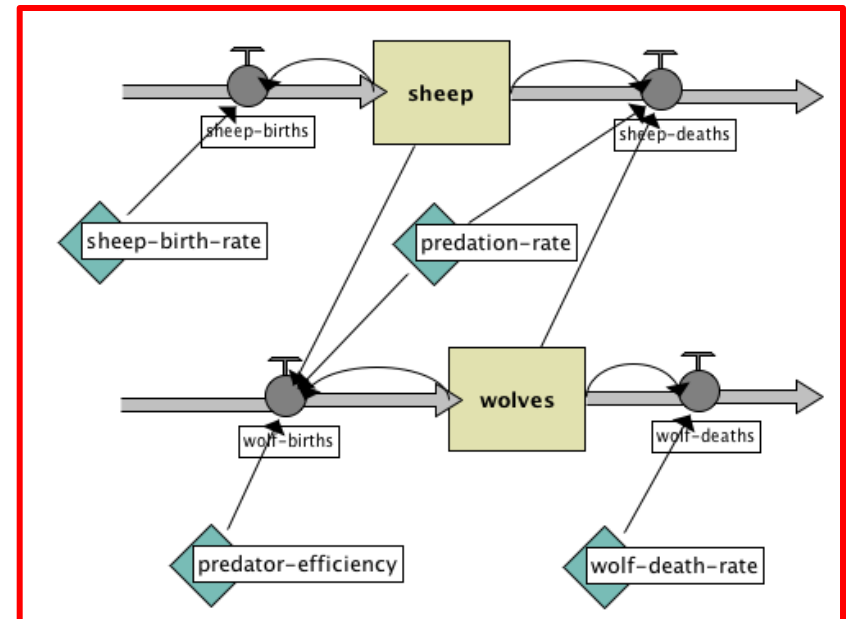 sheep
sheep-births
sheep-deaths
sheep-birth-rate
predation-rate
wolves
wolf-births
wolf-deaths
predator-efficiency
wolf-death-rate